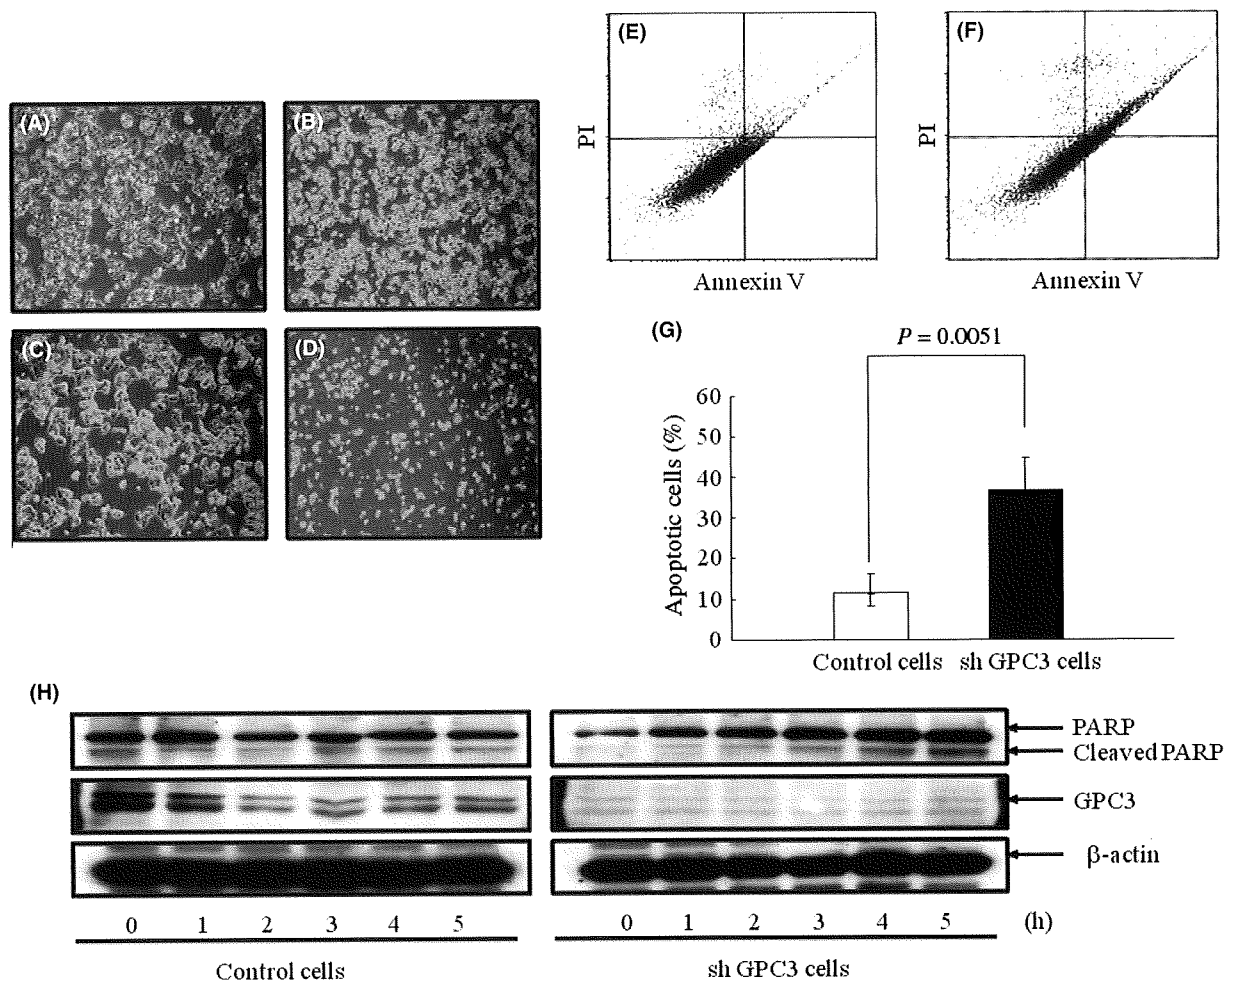 (A)
(B)
(C)
(D)
(E)
PI
Annexin V
(F)
PI
Annexin V
(G)
P = 0.0051
Apoptotic cells (%)
60
50
40
30
20
10
0
Control cells
sh GPC3 cells
(H)
PARP
Cleaved PARP
GPC3
β-actin
0 1 2 3 4 5
0 1 2 3 4 5 (h)
Control cells
sh GPC3 cells